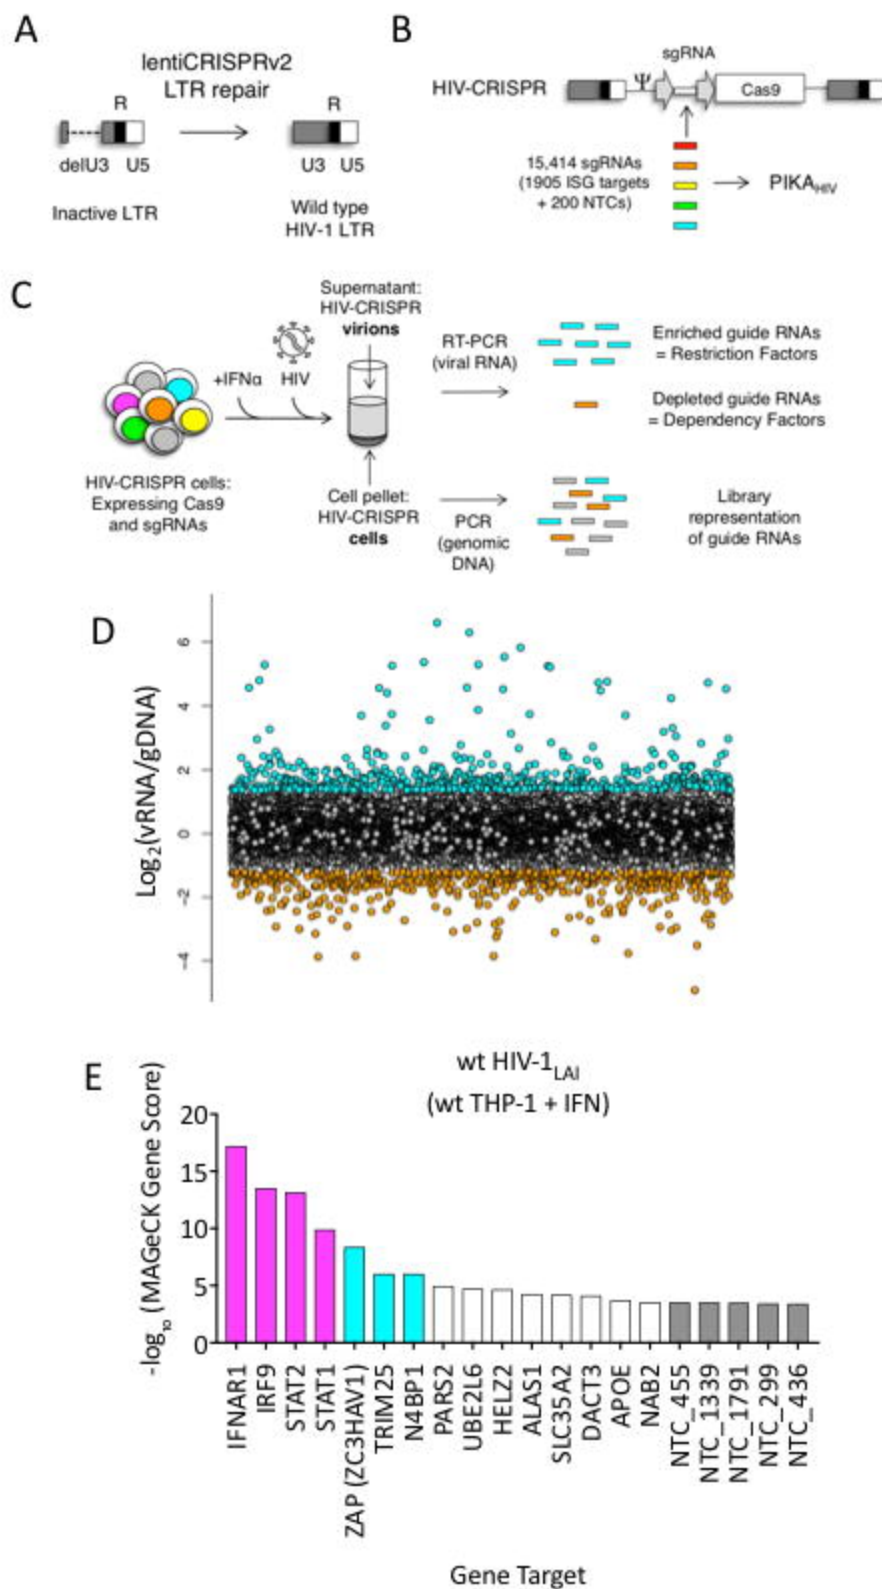 A
lentiCRISPRv2
LTR repair
R
R
delU3 U5
U3 U5
Inactive LTR
Wild type
HIV-1 LTR
B
sgRNA
HIV-CRISPR
Ψ
Cas9
15,414 sgRNAs
(1905 ISG targets
+ 200 NTCs)
PIKAHIV
C
Supernatant:
HIV-CRISPR
virions
+IFNα
HIV
RT-PCR
(viral RNA)
Enriched guide RNAs
= Restriction Factors
Depleted guide RNAs
= Dependency Factors
HIV-CRISPR cells:
Expressing Cas9
and sgRNAs
Cell pellet:
HIV-CRISPR
cells
PCR
(genomic
DNA)
Library
representation
of guide RNAs
D
Log2(vRNA/gDNA)
6
4
2
0
-2
-4
E
wt HIV-1LAI
(wt THP-1 + IFN)
-log10 (MAGeCK Gene Score)
20
15
10
5
0
IFNAR1
IRF9
STAT2
STAT1
ZAP (ZC3HAV1)
TRIM25
N4BP1
PARS2
UBE2L6
HELZ2
ALAS1
SLC35A2
DACT3
APOE
NAB2
NTC_455
NTC_1339
NTC_1791
NTC_299
NTC_436
Gene Target